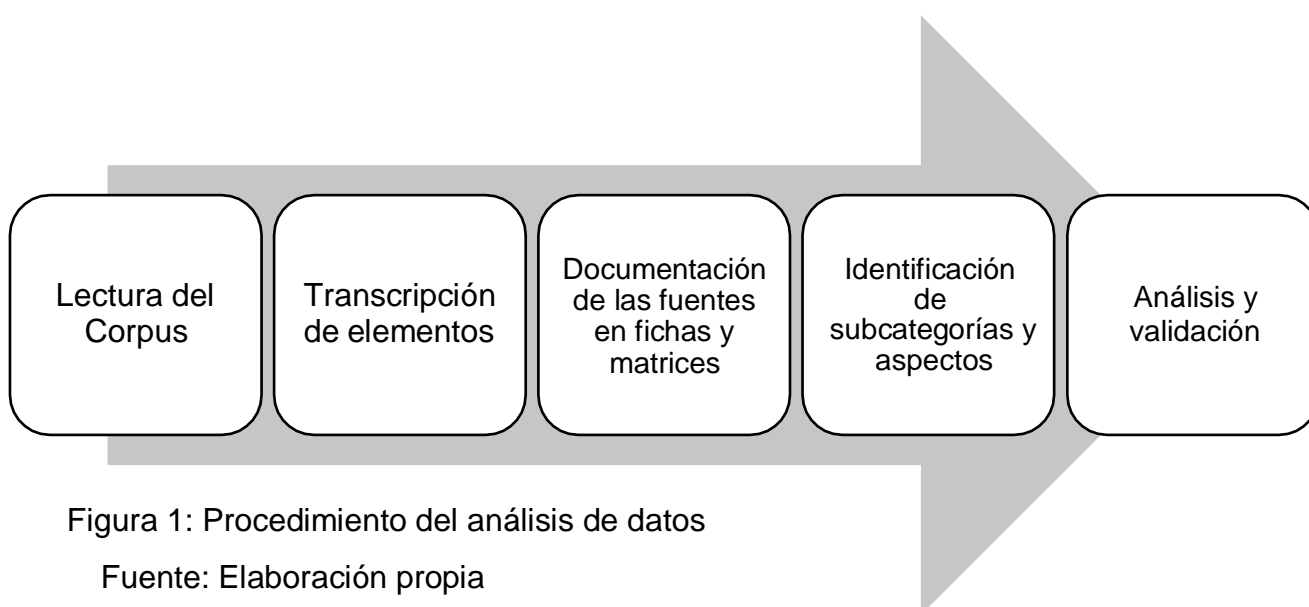 Lectura del
Corpus
Transcripción
de elementos
Documentación
de las fuentes
en fichas y
matrices
Identificación
de
subcategorías y
aspectos
Análisis y
validación
Figura 1: Procedimiento del análisis de datos
Fuente: Elaboración propia